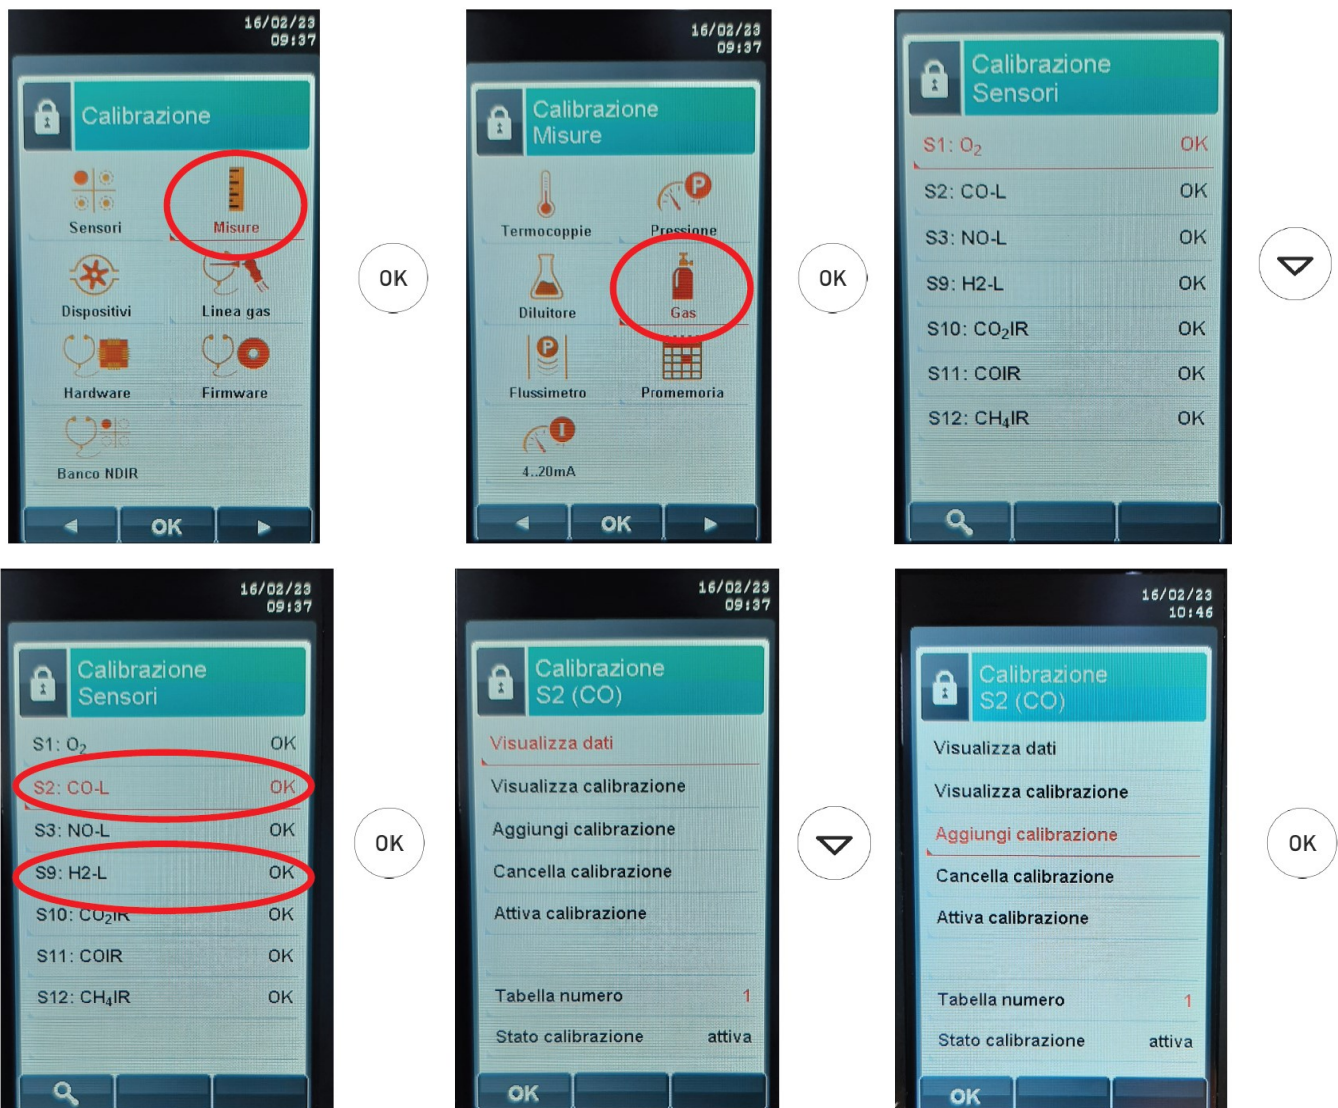 16/02/23
09:37
Calibrazione
Sensori
Misure
Dispositivi
Linea gas
Hardware
Firmware
Banco NDIR
OK
OK
16/02/23
09:37
Calibrazione
Misure
Termocoppie
P
Pressione
Diluitore
Gas
P
Flussimetro
Promemoria
I
4..20mA
OK
OK
Calibrazione
Sensori
S1: O₂ OK
S2: CO-L OK
S3: NO-L OK
S9: H2-L OK
S10: CO₂IR OK
S11: COIR OK
S12: CH₄IR OK
16/02/23
09:37
Calibrazione
Sensori
S1: O₂ OK
S2: CO-L OK
S3: NO-L OK
S9: H2-L OK
S10: CO₂IR OK
S11: COIR OK
S12: CH₄IR OK
OK
16/02/23
09:37
Calibrazione
S2 (CO)
Visualizza dati
Visualizza calibrazione
Aggiungi calibrazione
Cancella calibrazione
Attiva calibrazione
Tabella numero 1
Stato calibrazione attiva
OK
16/02/23
10:46
Calibrazione
S2 (CO)
Visualizza dati
Visualizza calibrazione
Aggiungi calibrazione
Cancella calibrazione
Attiva calibrazione
Tabella numero 1
Stato calibrazione attiva
OK
OK